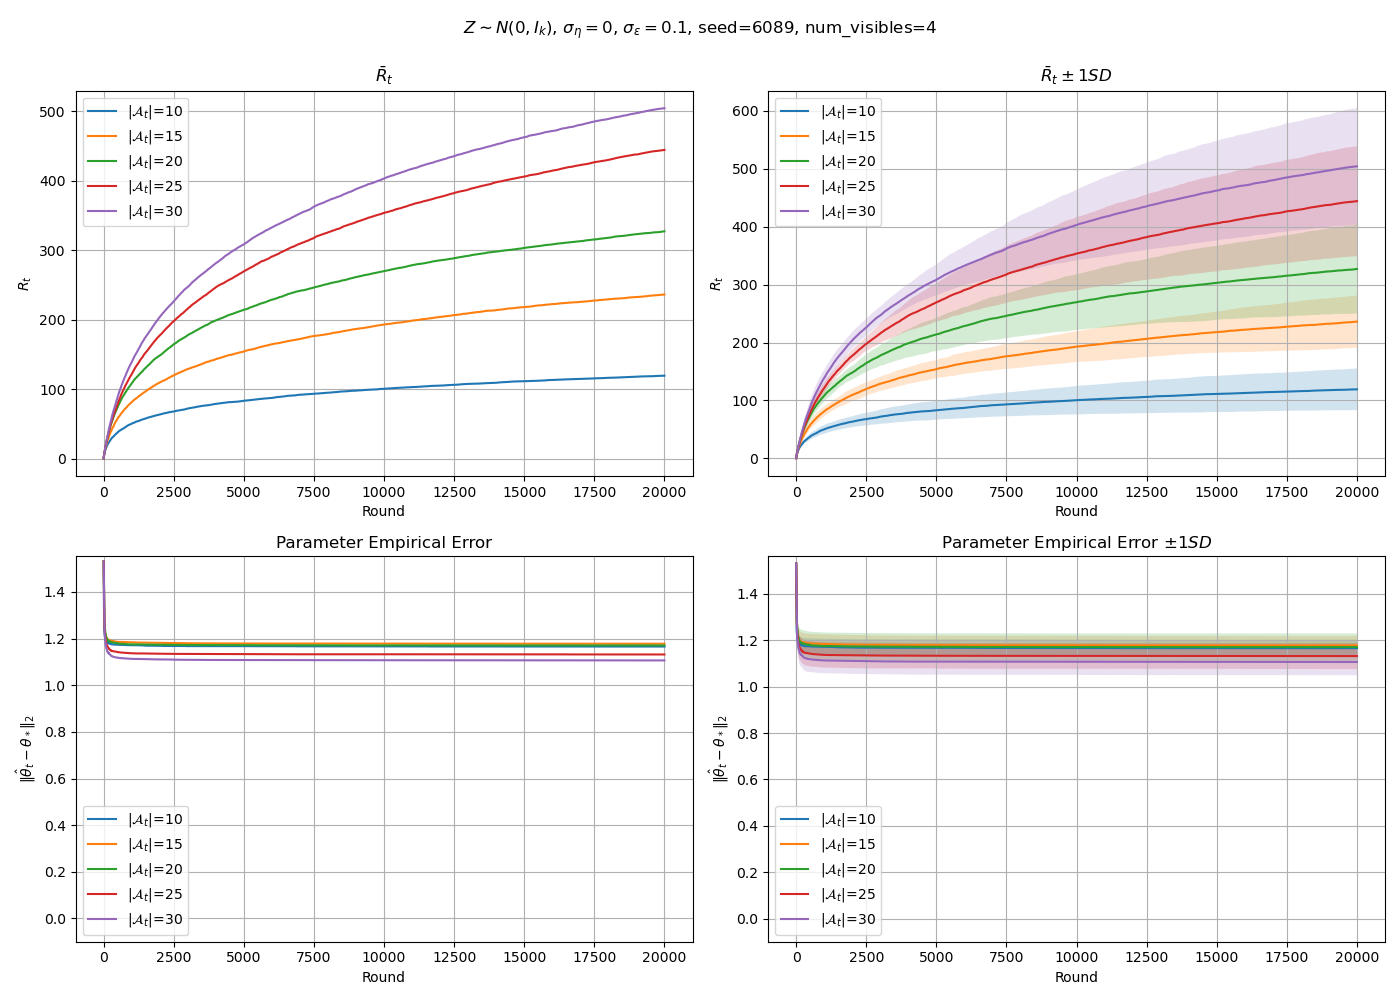 Z ∼ N(0, I_k), σ_η = 0, σ_ε = 0.1, seed=6089, num_visibles=4
R̄_t
R_t
500
400
300
200
100
0
|𝒜_t|=10
|𝒜_t|=15
|𝒜_t|=20
|𝒜_t|=25
|𝒜_t|=30
0 2500 5000 7500 10000 12500 15000 17500 20000
Round
R̄_t ± 1SD
R_t
600
500
400
300
200
100
0
|𝒜_t|=10
|𝒜_t|=15
|𝒜_t|=20
|𝒜_t|=25
|𝒜_t|=30
0 2500 5000 7500 10000 12500 15000 17500 20000
Round
Parameter Empirical Error
‖θ̂_t − θ_*‖_2
1.4
1.2
1.0
0.8
0.6
0.4
0.2
0.0
|𝒜_t|=10
|𝒜_t|=15
|𝒜_t|=20
|𝒜_t|=25
|𝒜_t|=30
0 2500 5000 7500 10000 12500 15000 17500 20000
Round
Parameter Empirical Error ±1SD
‖θ̂_t − θ_*‖_2
1.4
1.2
1.0
0.8
0.6
0.4
0.2
0.0
|𝒜_t|=10
|𝒜_t|=15
|𝒜_t|=20
|𝒜_t|=25
|𝒜_t|=30
0 2500 5000 7500 10000 12500 15000 17500 20000
Round